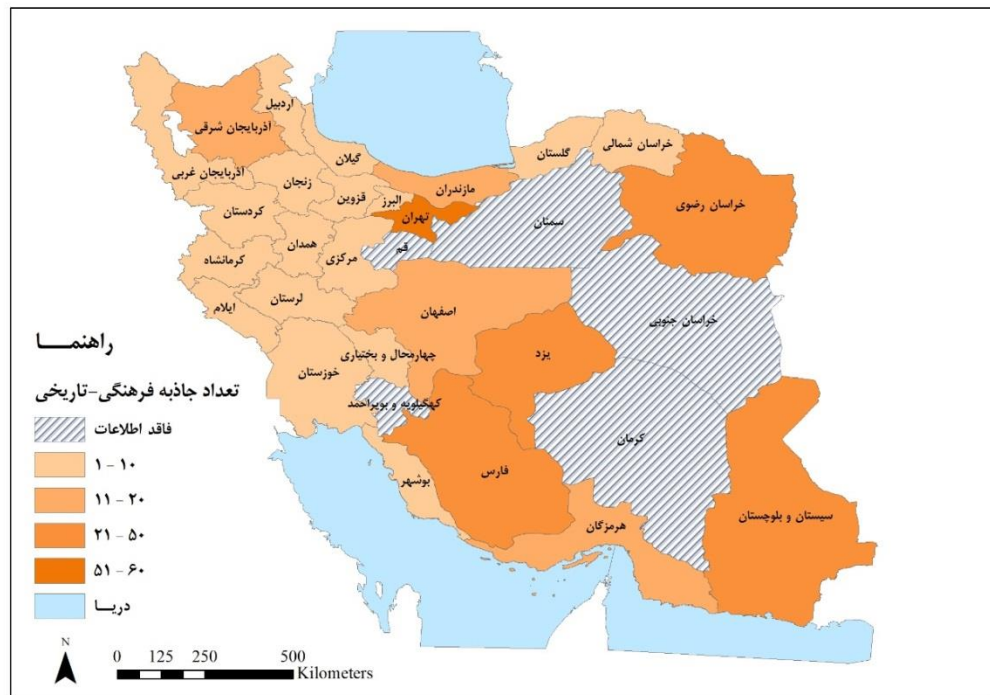 اردبیل
آذربایجان شرقی
گیلان
گلستان
خراسان شمالی
آذربایجان غربی
زنجان
قزوین
البرز
مازندران
تهران
خراسان رضوی
کردستان
سمنان
همدان
مرکزی
قم
کرمانشاه
لرستان
ایلام
اصفهان
خراسان جنوبی
چهارمحال و بختیاری
یزد
خوزستان
کهگیلویه و بویراحمد
کرمان
فارس
بوشهر
هرمزگان
سیستان و بلوچستان
راهنمــا
تعداد جاذبه فرهنگی-تاریخی
فاقد اطلاعات
۱ - ۱۰
۱۱ - ۲۰
۲۱ - ۵۰
۵۱ - ۶۰
دریــا
N
0 125 250 500
Kilometers